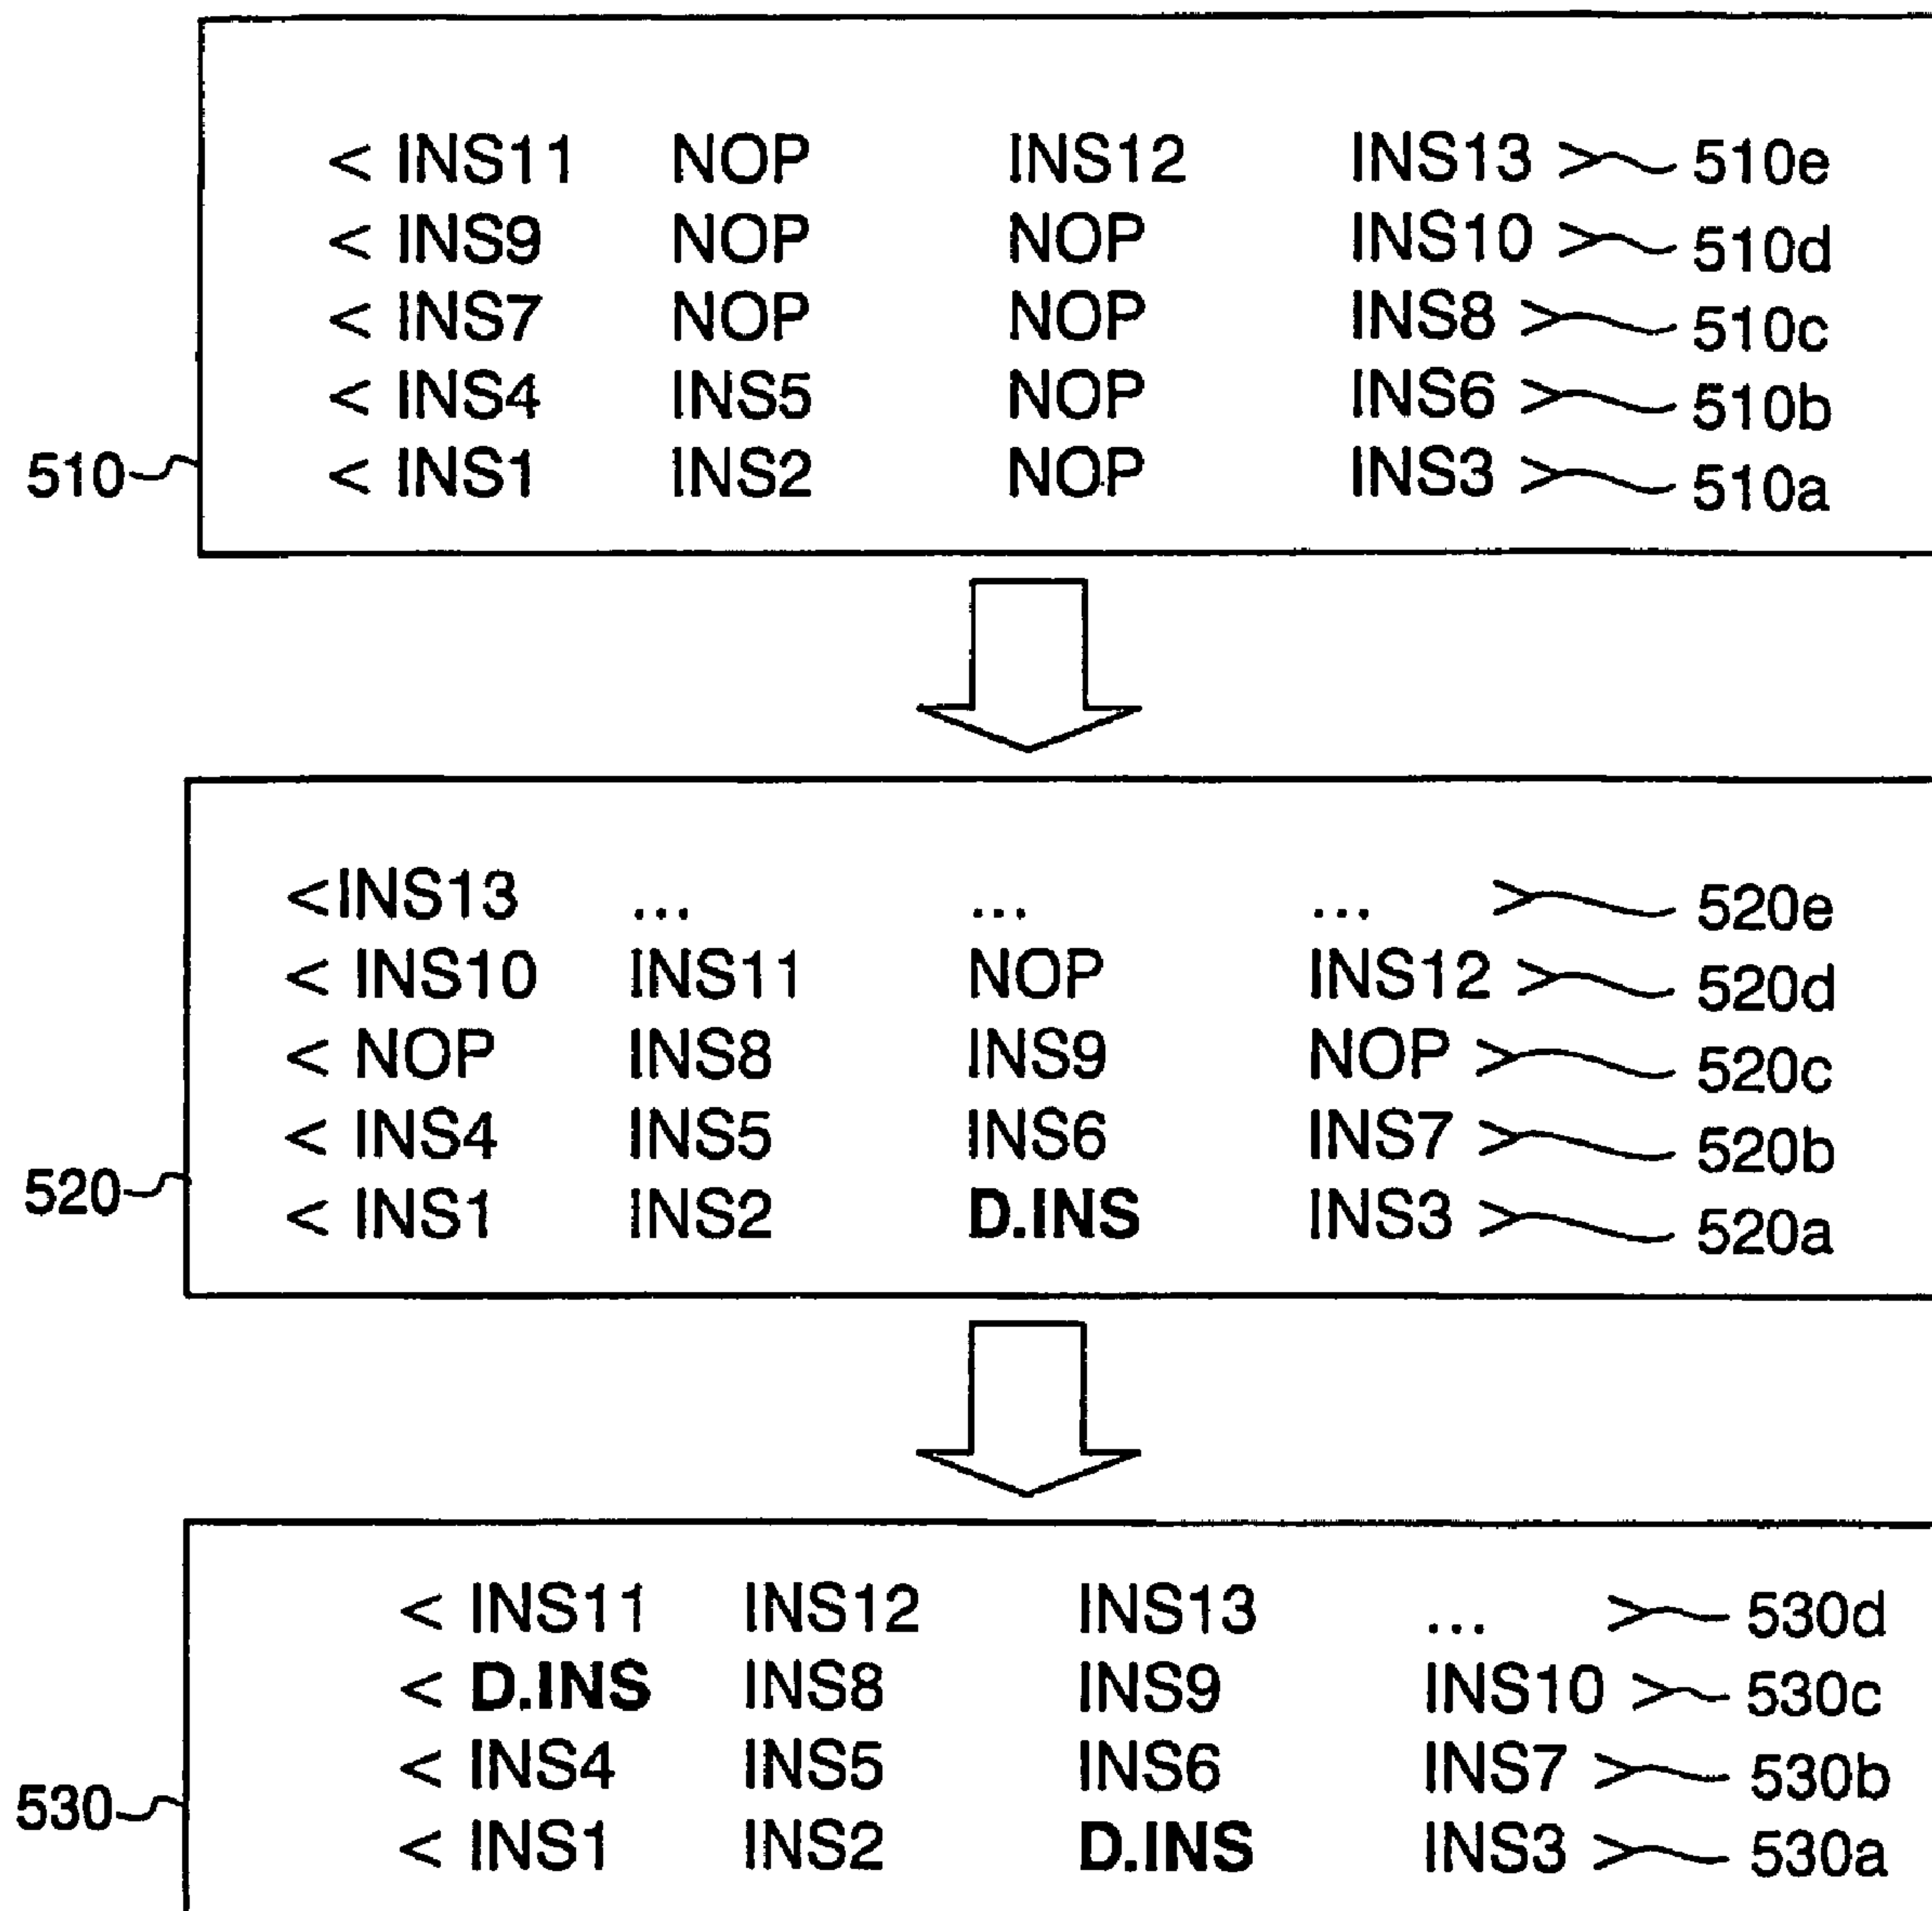 < INS11 NOP INS12 INS13 > 510e
< INS9 NOP NOP INS10 > 510d
< INS7 NOP NOP INS8 > 510c
< INS4 INS5 NOP INS6 > 510b
510 < INS1 INS2 NOP INS3 > 510a
<INS13 ... ... ... > 520e
< INS10 INS11 NOP INS12 > 520d
< NOP INS8 INS9 NOP > 520c
< INS4 INS5 INS6 INS7 > 520b
520 < INS1 INS2 D.INS INS3 > 520a
< INS11 INS12 INS13 ... > 530d
< D.INS INS8 INS9 INS10 > 530c
< INS4 INS5 INS6 INS7 > 530b
530 < INS1 INS2 D.INS INS3 > 530a